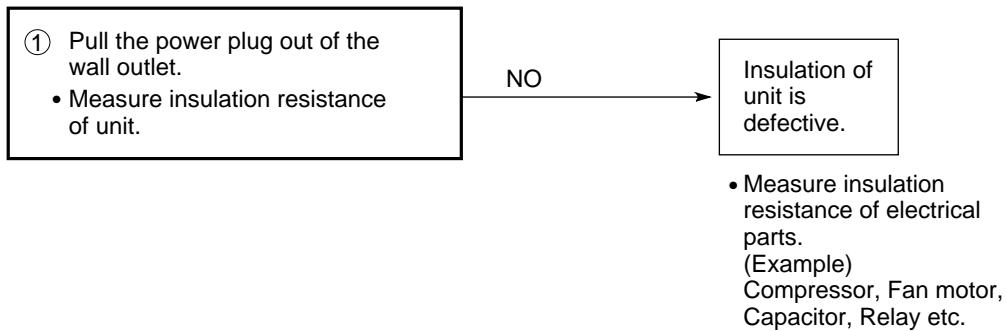 ① Pull the power plug out of the
wall outlet.
• Measure insulation resistance
of unit.
NO
Insulation of
unit is
defective.
• Measure insulation
resistance of electrical
parts.
(Example)
Compressor, Fan motor,
Capacitor, Relay etc.